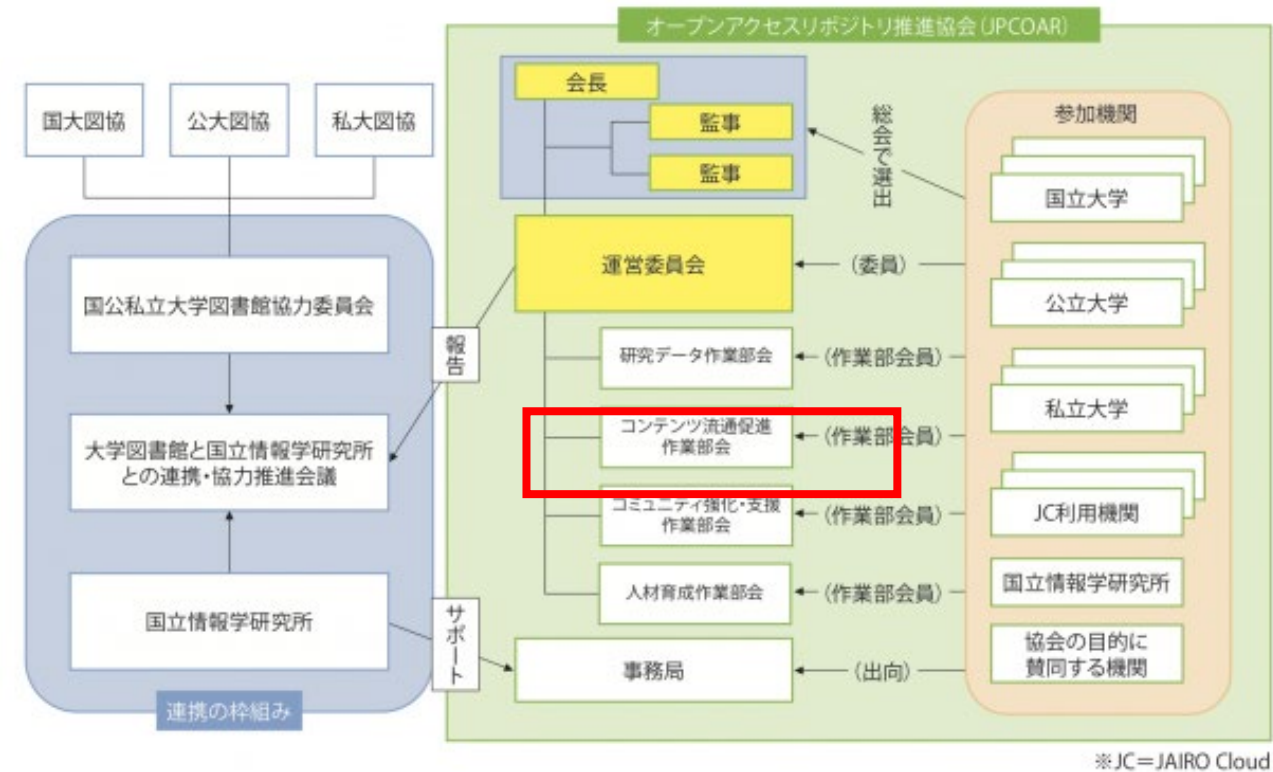 オープンアクセスリポジトリ推進協会（JPCOAR）
国大図協
公大図協
私大図協
国公私立大学図書館協力委員会
大学図書館と国立情報学研究所
との連携・協力推進会議
国立情報学研究所
連携の枠組み
報告
サポート
会長
監事
監事
運営委員会
研究データ作業部会
コンテンツ流通促進
作業部会
コミュニティ強化・支援
作業部会
人材育成作業部会
事務局
総会で選出
（委員）
（作業部会員）
（作業部会員）
（作業部会員）
（作業部会員）
（出向）
参加機関
国立大学
公立大学
私立大学
JC利用機関
国立情報学研究所
協会の目的に
賛同する機関
※JC＝JAIRO Cloud